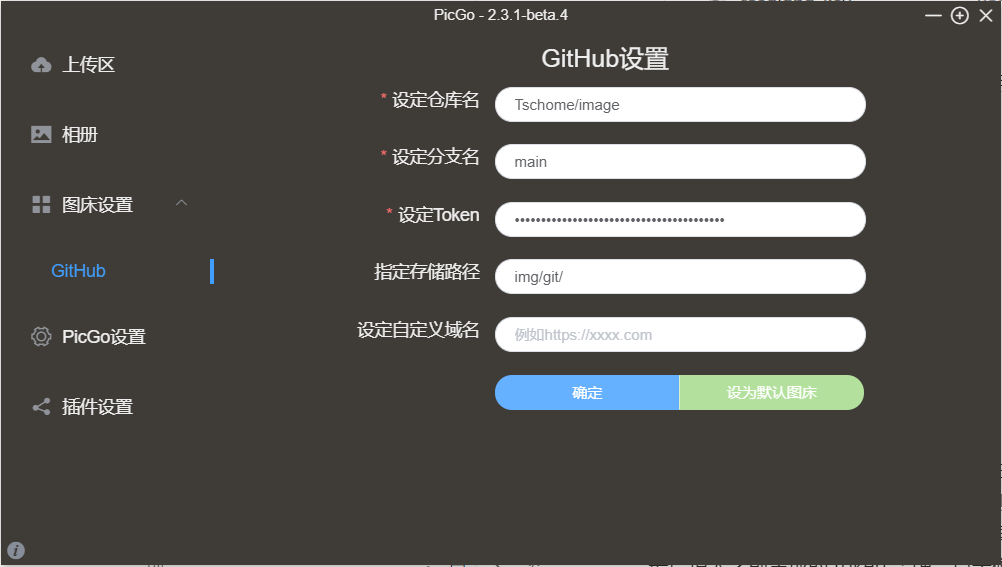 PicGo - 2.3.1-beta.4
上传区
相册
图床设置
GitHub
PicGo设置
插件设置
GitHub设置
* 设定仓库名
Tschome/image
* 设定分支名
main
* 设定Token
指定存储路径
img/git/
设定自定义域名
例如https://xxxx.com
确定
设为默认图床